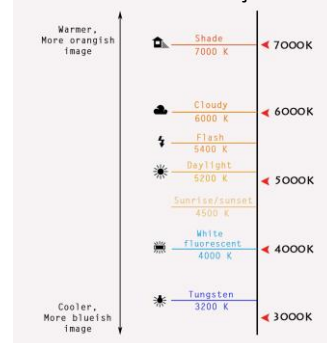 Warmer,
More orangish
image
Shade
7000 K
7000K
Cloudy
6000 K
6000K
Flash
5400 K
Daylight
5200 K
5000K
Sunrise/sunset
4500 K
White
fluorescent
4000 K
4000K
Tungsten
3200 K
3000K
Cooler,
More blueish
image